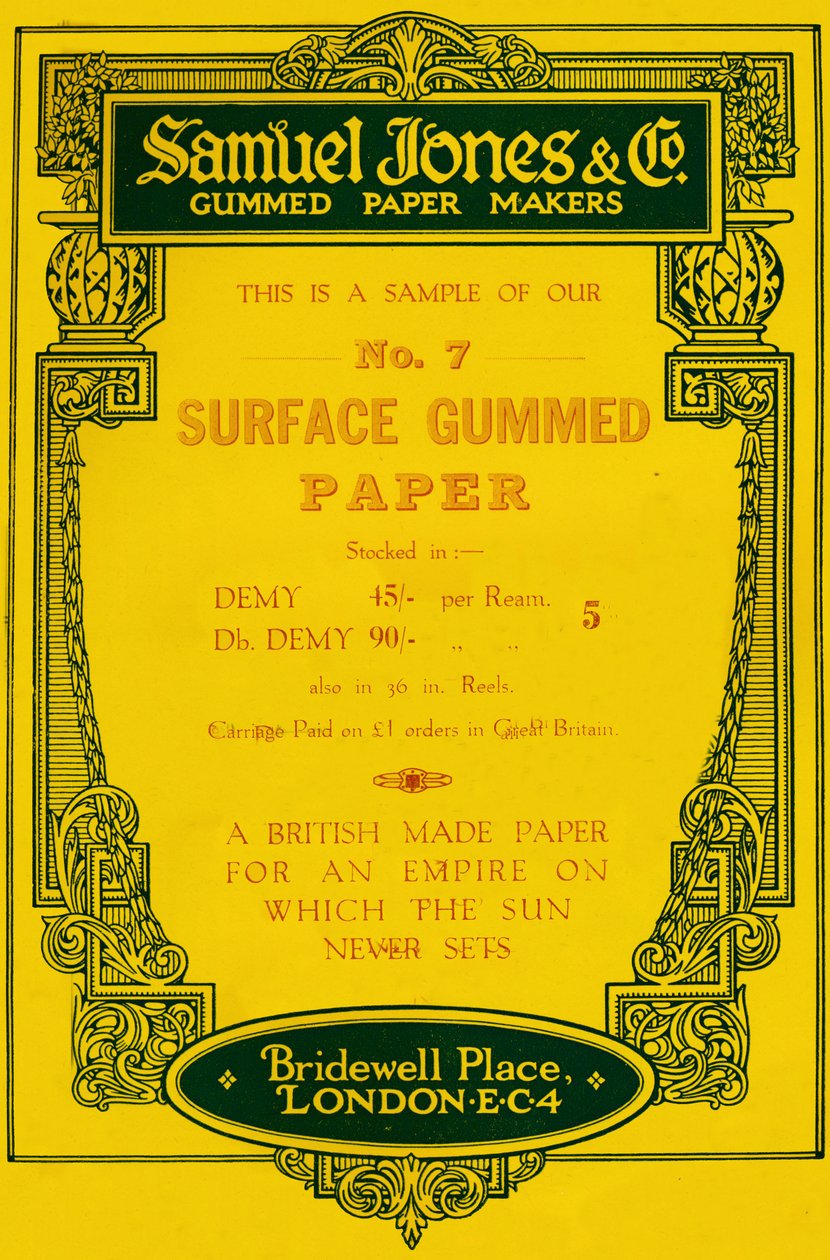 Samuel Jones & Co.
GUMMED PAPER MAKERS
THIS IS A SAMPLE OF OUR
No. 7
SURFACE GUMMED
PAPER
Stocked in :—
DEMY 45/- per Ream.
Db. DEMY 90/- „ „
5
also in 36 in. Reels.
Carriage Paid on £1 orders in Great Britain.
A BRITISH MADE PAPER
FOR AN EMPIRE ON
WHICH THE SUN
NEVER SETS
Bridewell Place,
LONDON·E·C·4